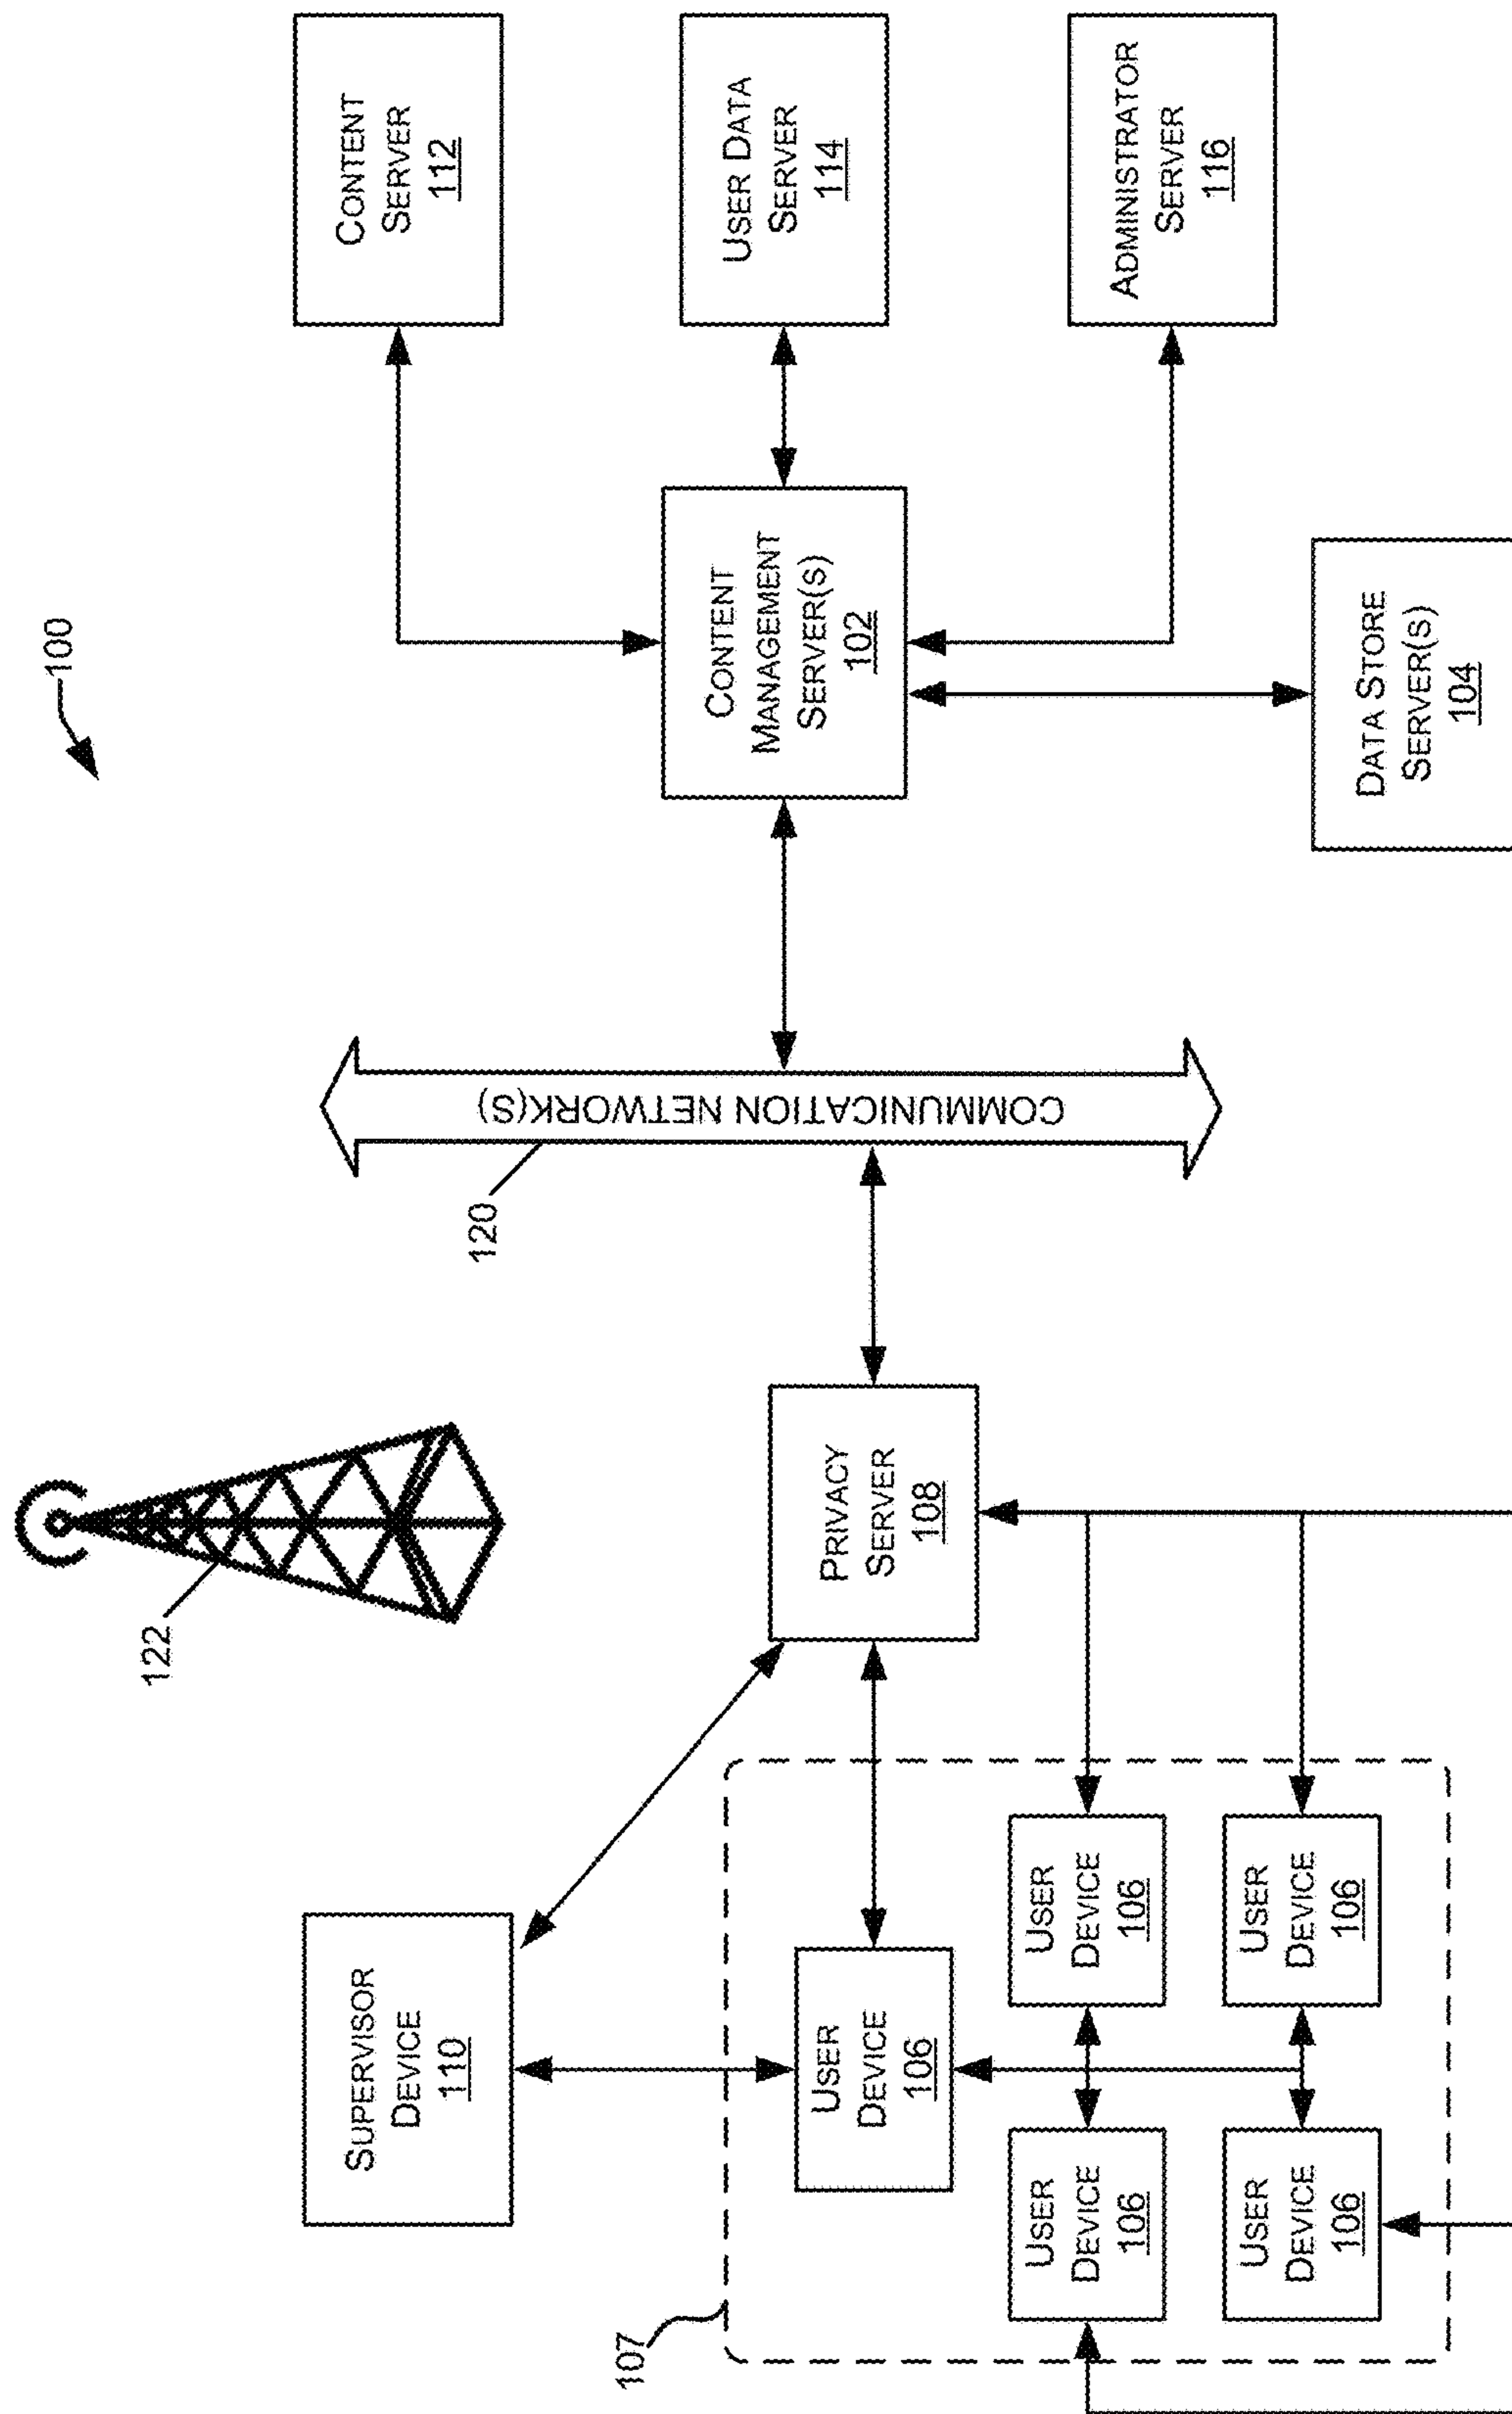 100
122
120
107
SUPERVISOR
DEVICE
110
PRIVACY
SERVER
108
COMMUNICATION NETWORK(S)
CONTENT
MANAGEMENT
SERVER(S)
102
CONTENT
SERVER
112
USER DATA
SERVER
114
ADMINISTRATOR
SERVER
116
DATA STORE
SERVER(S)
104
USER
DEVICE
106
USER
DEVICE
106
USER
DEVICE
106
USER
DEVICE
106
USER
DEVICE
106